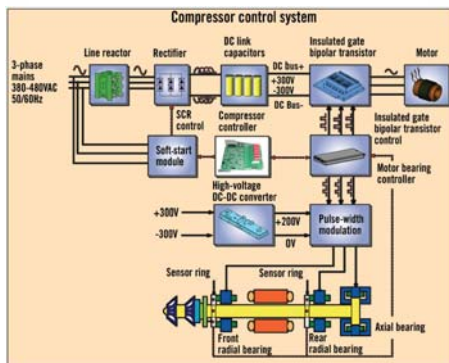 Compressor control system
3-phase
mains
380-480VAC
50/60Hz
Line reactor
Rectifier
DC link
capacitors
DC bus+
+300V
-300V
DC Bus-
Insulated gate
bipolar transistor
Motor
SCR
control
Compressor
controller
Soft-start
module
Insulated gate
bipolar transistor
control
Motor bearing
controller
High-voltage
DC-DC converter
+300V
-300V
+200V
0V
Pulse-width
modulation
Sensor ring
Sensor ring
Front
radial bearing
Rear
radial bearing
Axial bearing